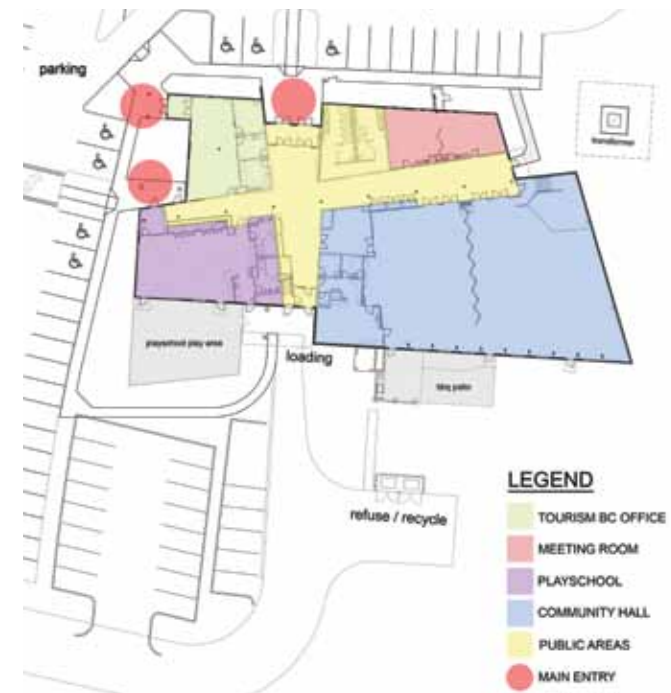 parking
transformer
playschool play area
loading
bbq patio
refuse / recycle
LEGEND
TOURISM BC OFFICE
MEETING ROOM
PLAYSCHOOL
COMMUNITY HALL
PUBLIC AREAS
MAIN ENTRY